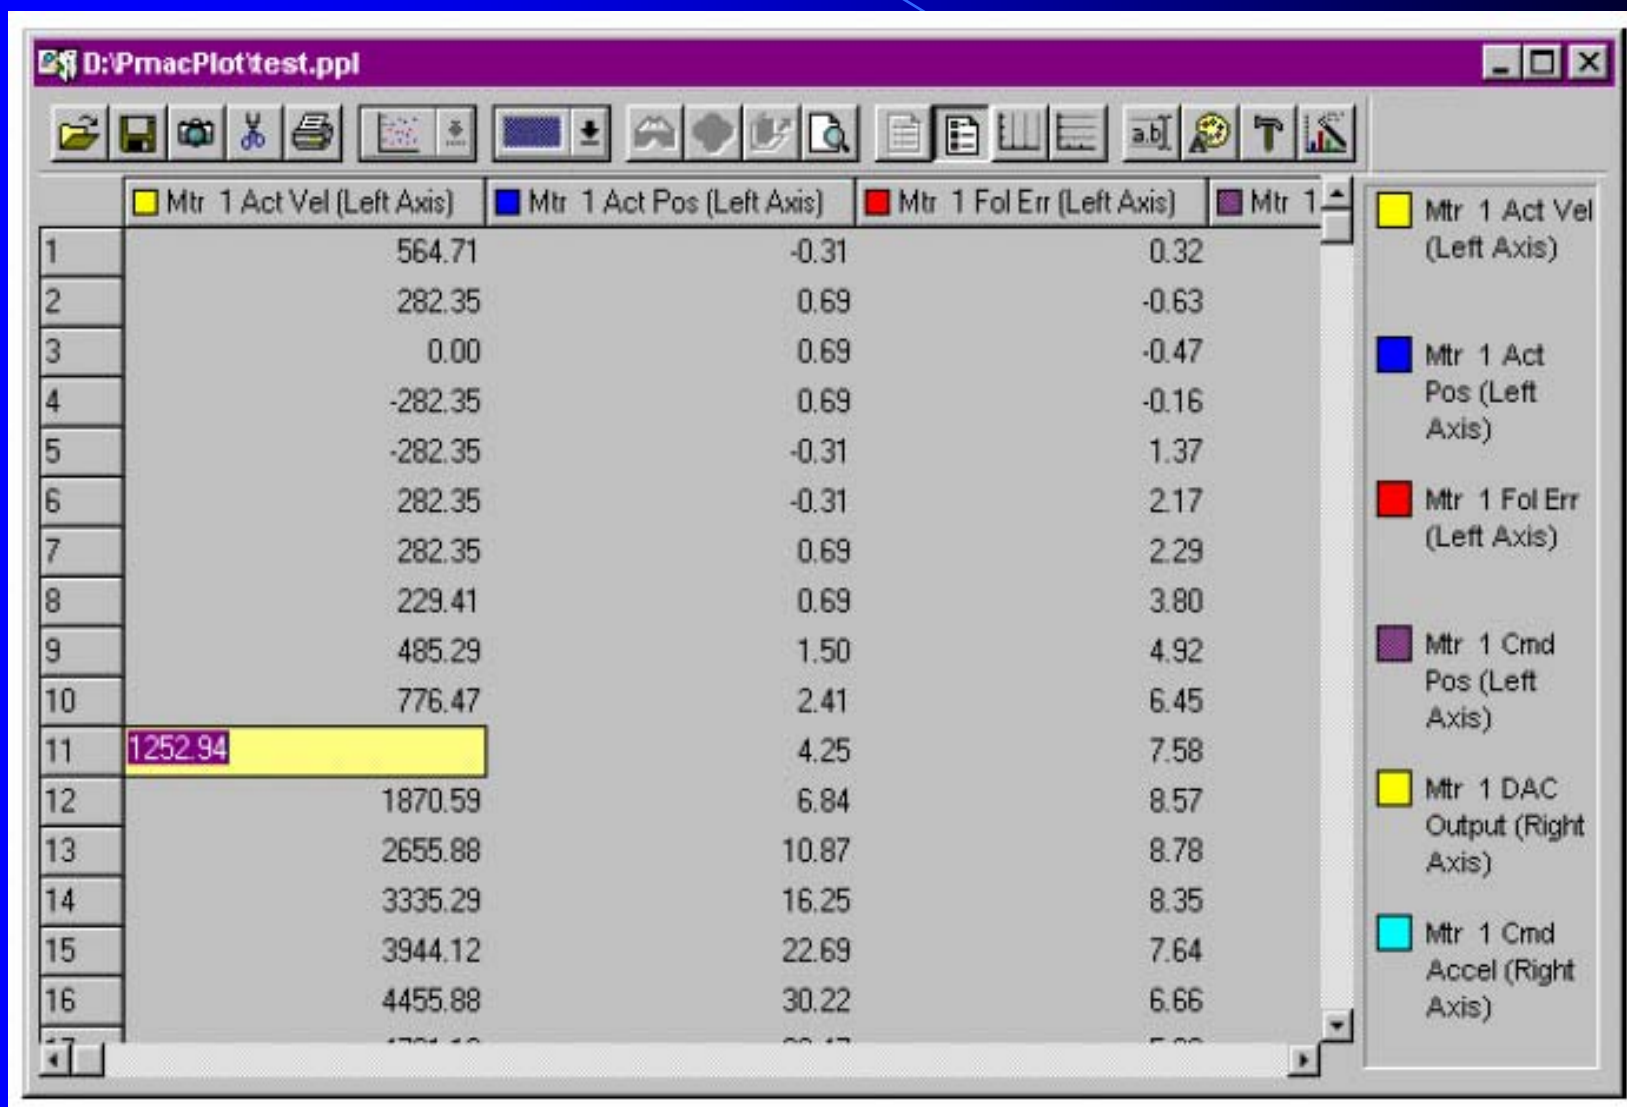 D:\PmacPlot\test.ppl
a.b
Mtr 1 Act Vel (Left Axis) Mtr 1 Act Pos (Left Axis) Mtr 1 Fol Err (Left Axis) Mtr 1
1 564.71 -0.31 0.32
2 282.35 0.69 -0.63
3 0.00 0.69 -0.47
4 -282.35 0.69 -0.16
5 -282.35 -0.31 1.37
6 282.35 -0.31 2.17
7 282.35 0.69 2.29
8 229.41 0.69 3.80
9 485.29 1.50 4.92
10 776.47 2.41 6.45
11 1252.94 4.25 7.58
12 1870.59 6.84 8.57
13 2655.88 10.87 8.78
14 3335.29 16.25 8.35
15 3944.12 22.69 7.64
16 4455.88 30.22 6.66
Mtr 1 Act Vel
(Left Axis)
Mtr 1 Act
Pos (Left
Axis)
Mtr 1 Fol Err
(Left Axis)
Mtr 1 Cmd
Pos (Left
Axis)
Mtr 1 DAC
Output (Right
Axis)
Mtr 1 Cmd
Accel (Right
Axis)